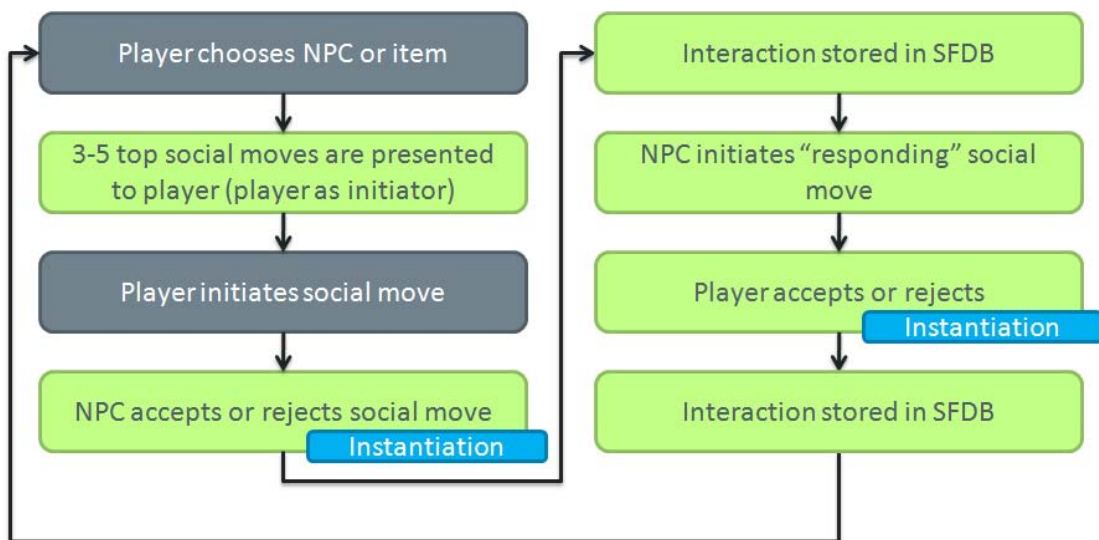 Player chooses NPC or item
3-5 top social moves are presented
to player (player as initiator)
Player initiates social move
NPC accepts or rejects social move
Instantiation
Interaction stored in SFDB
NPC initiates “responding” social
move
Player accepts or rejects
Instantiation
Interaction stored in SFDB